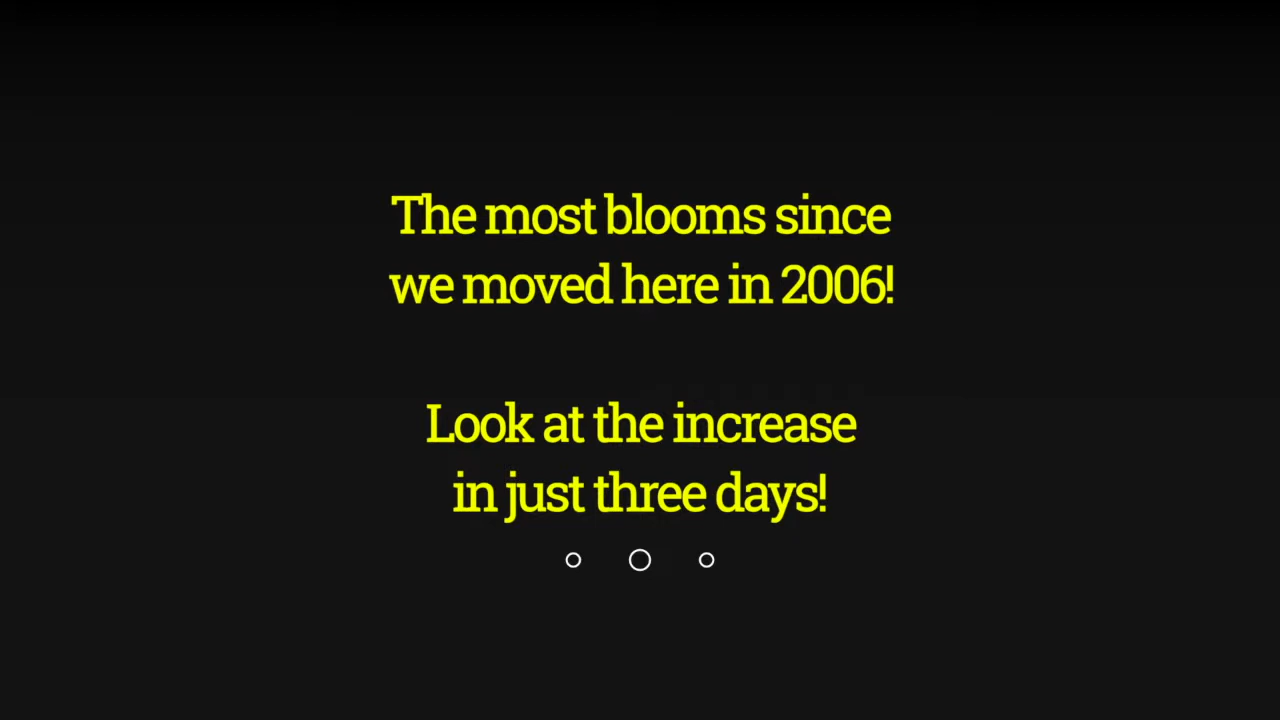 The most blooms since
we moved here in 2006!
Look at the increase
in just three days!